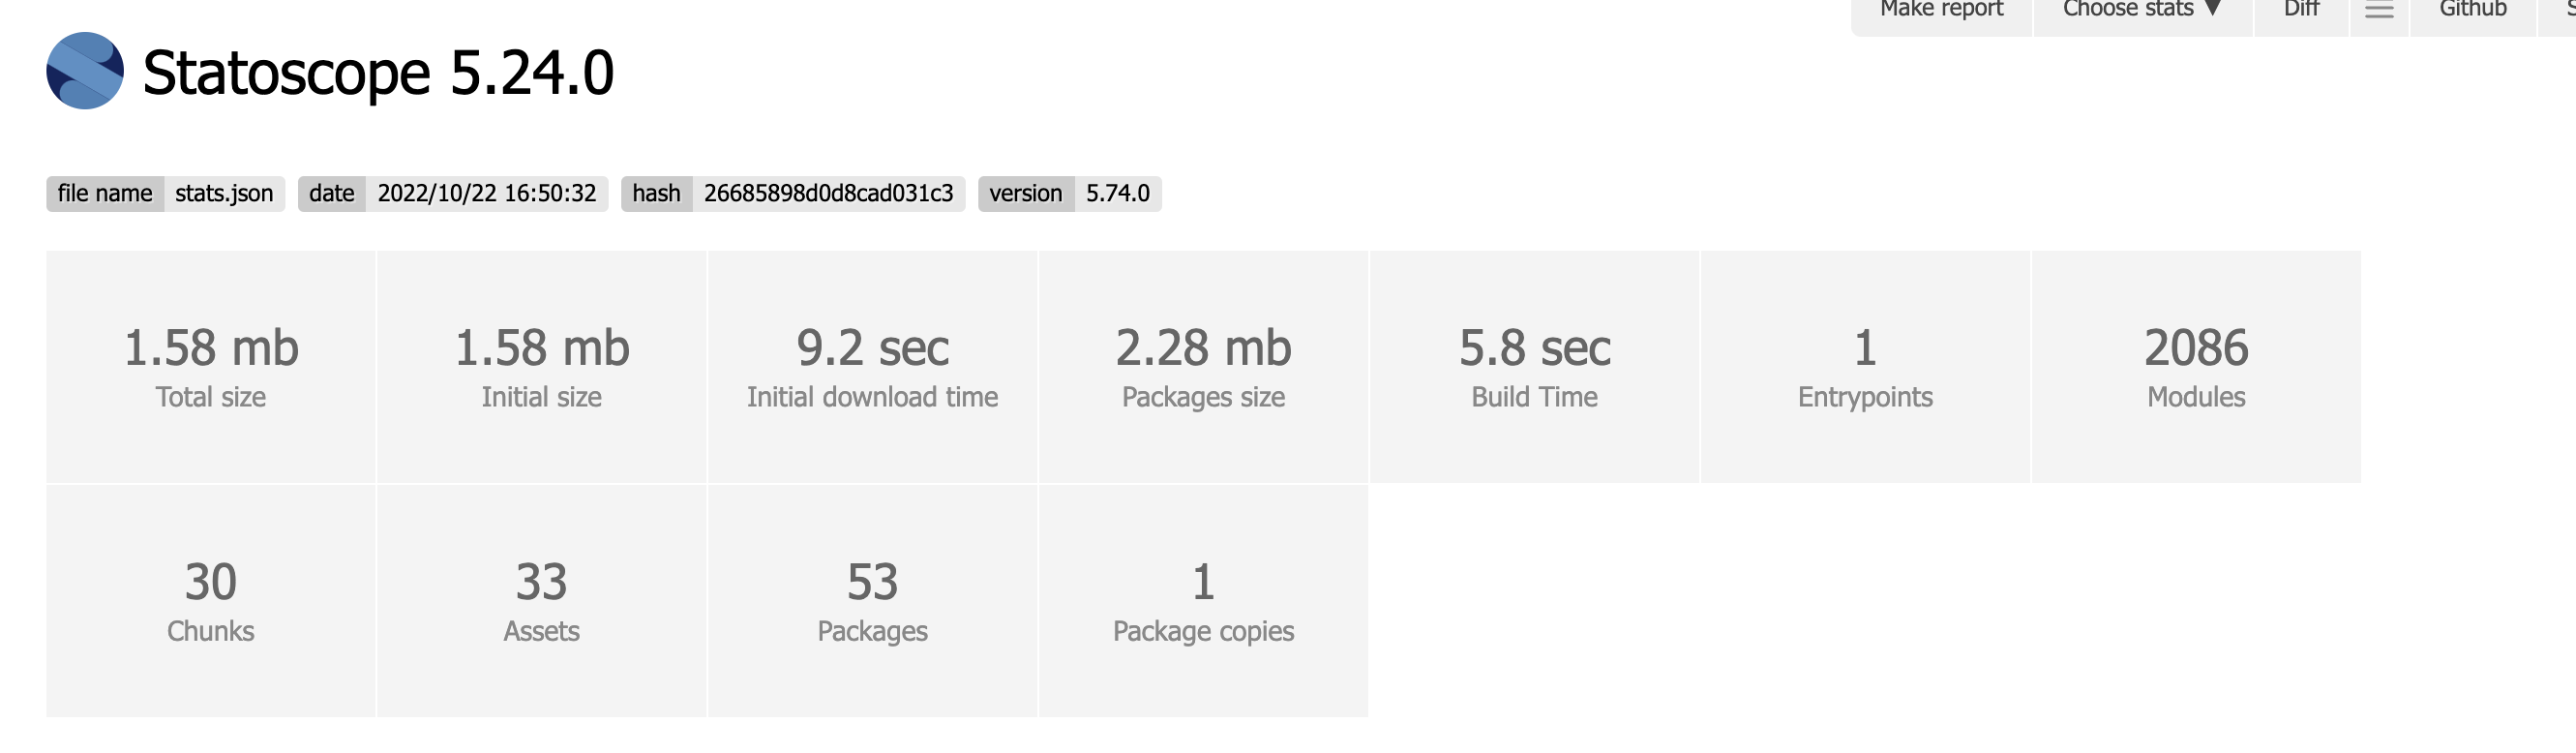 Make report Choose stats ▼ Diff Github
Statoscope 5.24.0
file name stats.json date 2022/10/22 16:50:32 hash 26685898d0d8cad031c3 version 5.74.0
1.58 mb 1.58 mb 9.2 sec 2.28 mb 5.8 sec 1 2086
Total size Initial size Initial download time Packages size Build Time Entrypoints Modules
30 33 53 1
Chunks Assets Packages Package copies